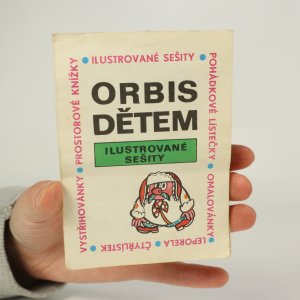 ILUSTROVANÉ SEŠITY
POHÁDKOVÉ LÍSTEČKY
OMALOVÁNKY
LEPORELA
ČTYŘLÍSTEK
VYSTŘIHOVÁNKY
PROSTOROVÉ KNÍŽKY
ORBIS
DĚTEM
ILUSTROVANÉ
SEŠITY